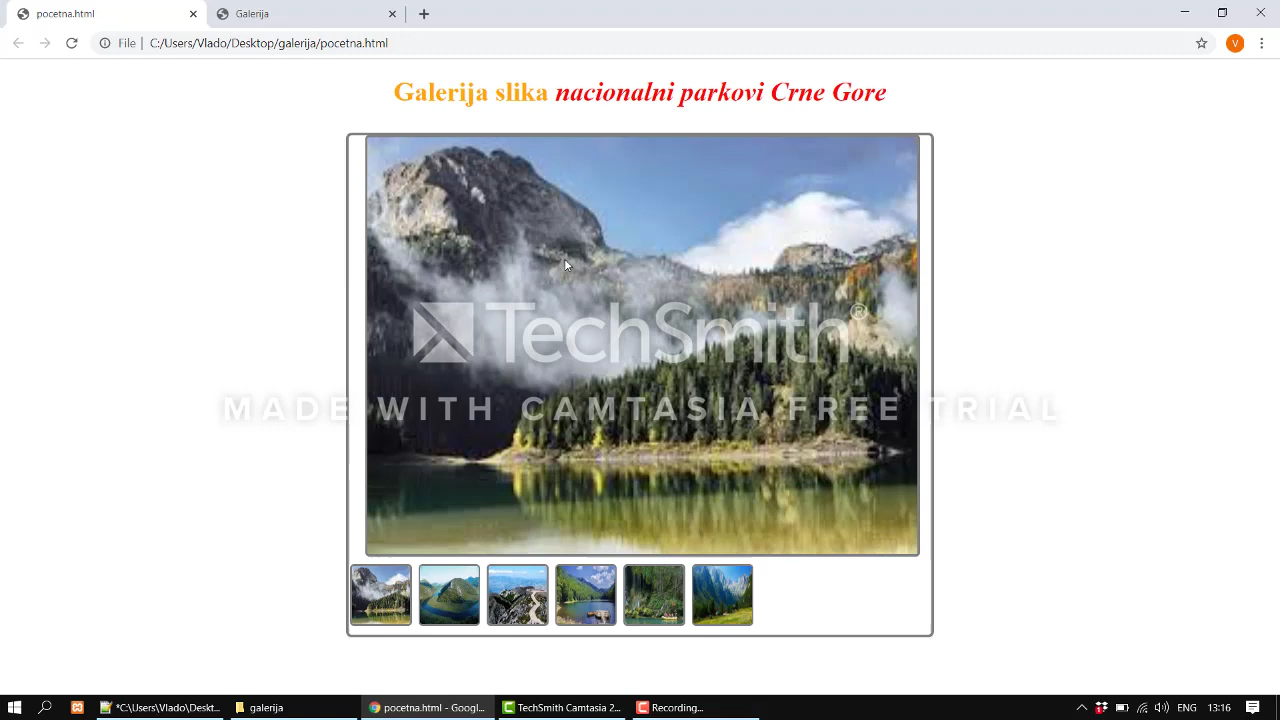 pocetna.html
Galerija
File
C:/Users/Vlado/Desktop/galerija/pocetna.html
V
Galerija slika nacionalni parkovi Crne Gore
TechSmith®
MADE WITH CAMTASIA FREE TRIAL
*C:\Users\Vlado\Deskt...
galerija
pocetna.html - Googl...
TechSmith Camtasia 2...
Recording...
ENG
13:16